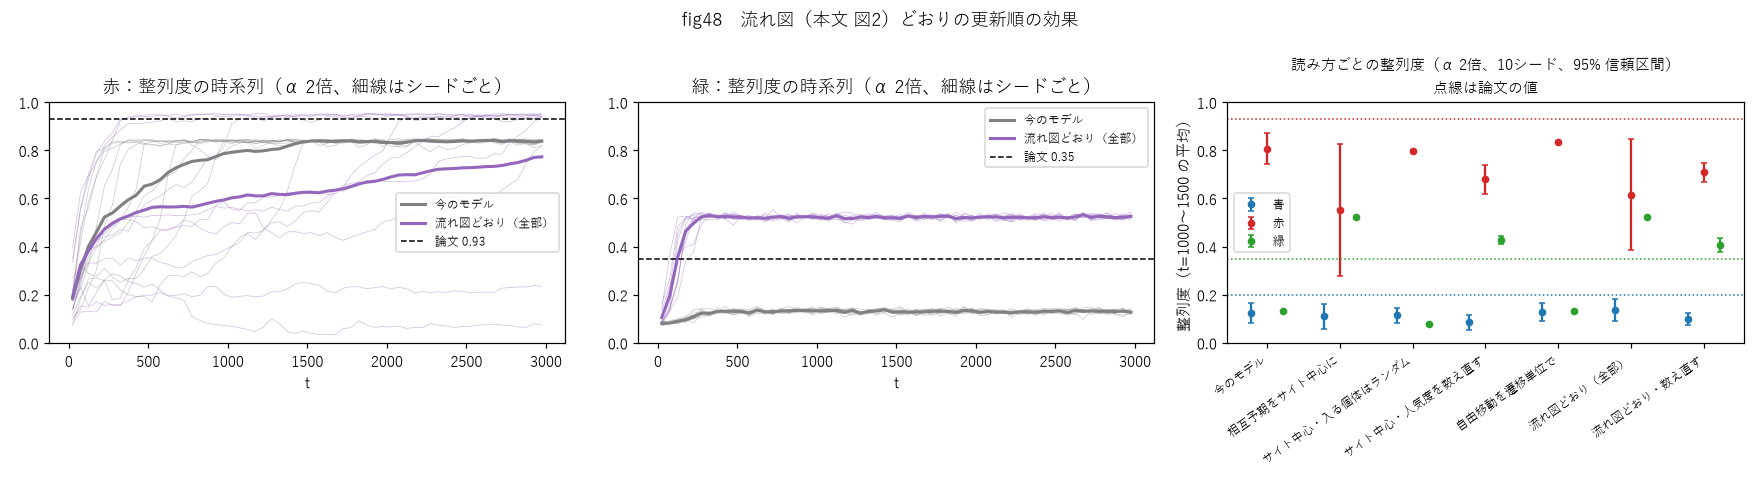 fig48　流れ図（本文 図2）どおりの更新順の効果
赤：整列度の時系列（α 2倍、細線はシードごと）
1.0
0.8
0.6
0.4
0.2
0.0
0 500 1000 1500 2000 2500 3000
t
今のモデル
流れ図どおり（全部）
論文 0.93
緑：整列度の時系列（α 2倍、細線はシードごと）
1.0
0.8
0.6
0.4
0.2
0.0
0 500 1000 1500 2000 2500 3000
t
今のモデル
流れ図どおり（全部）
論文 0.35
読み方ごとの整列度（α 2倍、10シード、95% 信頼区間）
点線は論文の値
整列度（t=1000〜1500 の平均）
1.0
0.8
0.6
0.4
0.2
0.0
青
赤
緑
今のモデル
相互予期をサイト中心に
サイト中心・入る個体はランダム
サイト中心・人気度を数え直す
自由移動を遷移単位で
流れ図どおり（全部）
流れ図どおり・数え直す